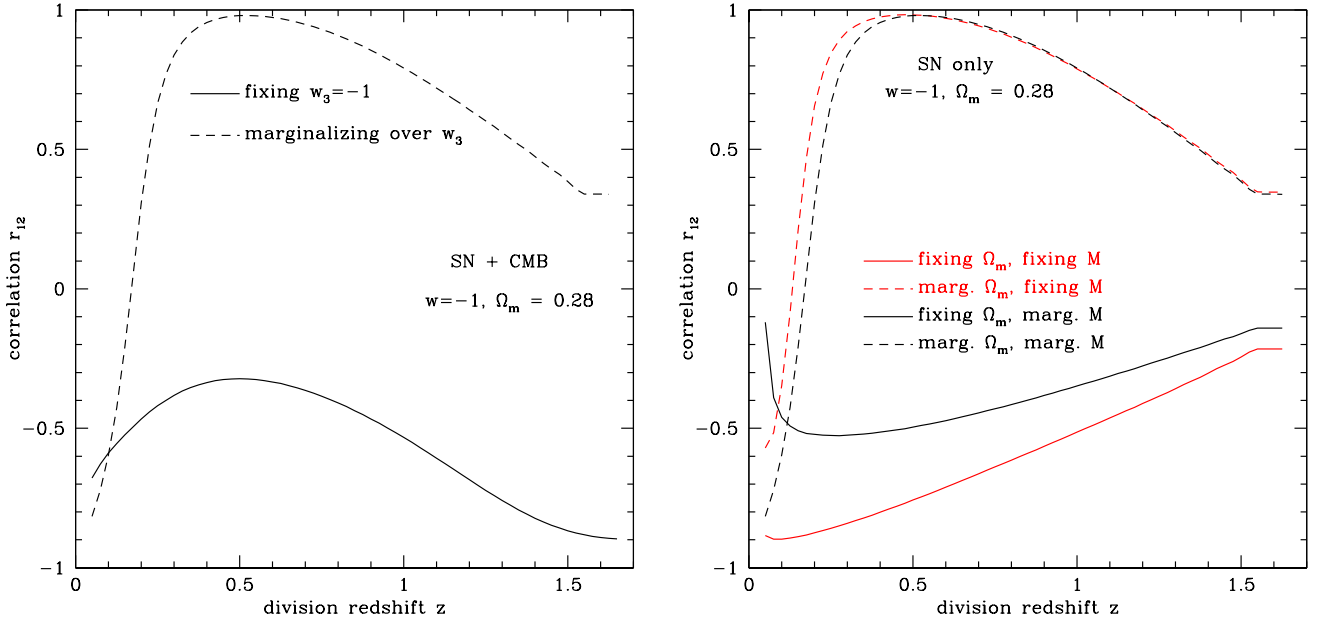 1
0.5
0
−0.5
−1
correlation r₁₂
fixing w₃=−1
marginalizing over w₃
SN + CMB
w=−1, Ωₘ = 0.28
0
0.5
1
1.5
division redshift z
1
0.5
0
−0.5
−1
correlation r₁₂
SN only
w=−1, Ωₘ = 0.28
fixing Ωₘ, fixing M
marg. Ωₘ, fixing M
fixing Ωₘ, marg. M
marg. Ωₘ, marg. M
0
0.5
1
1.5
division redshift z